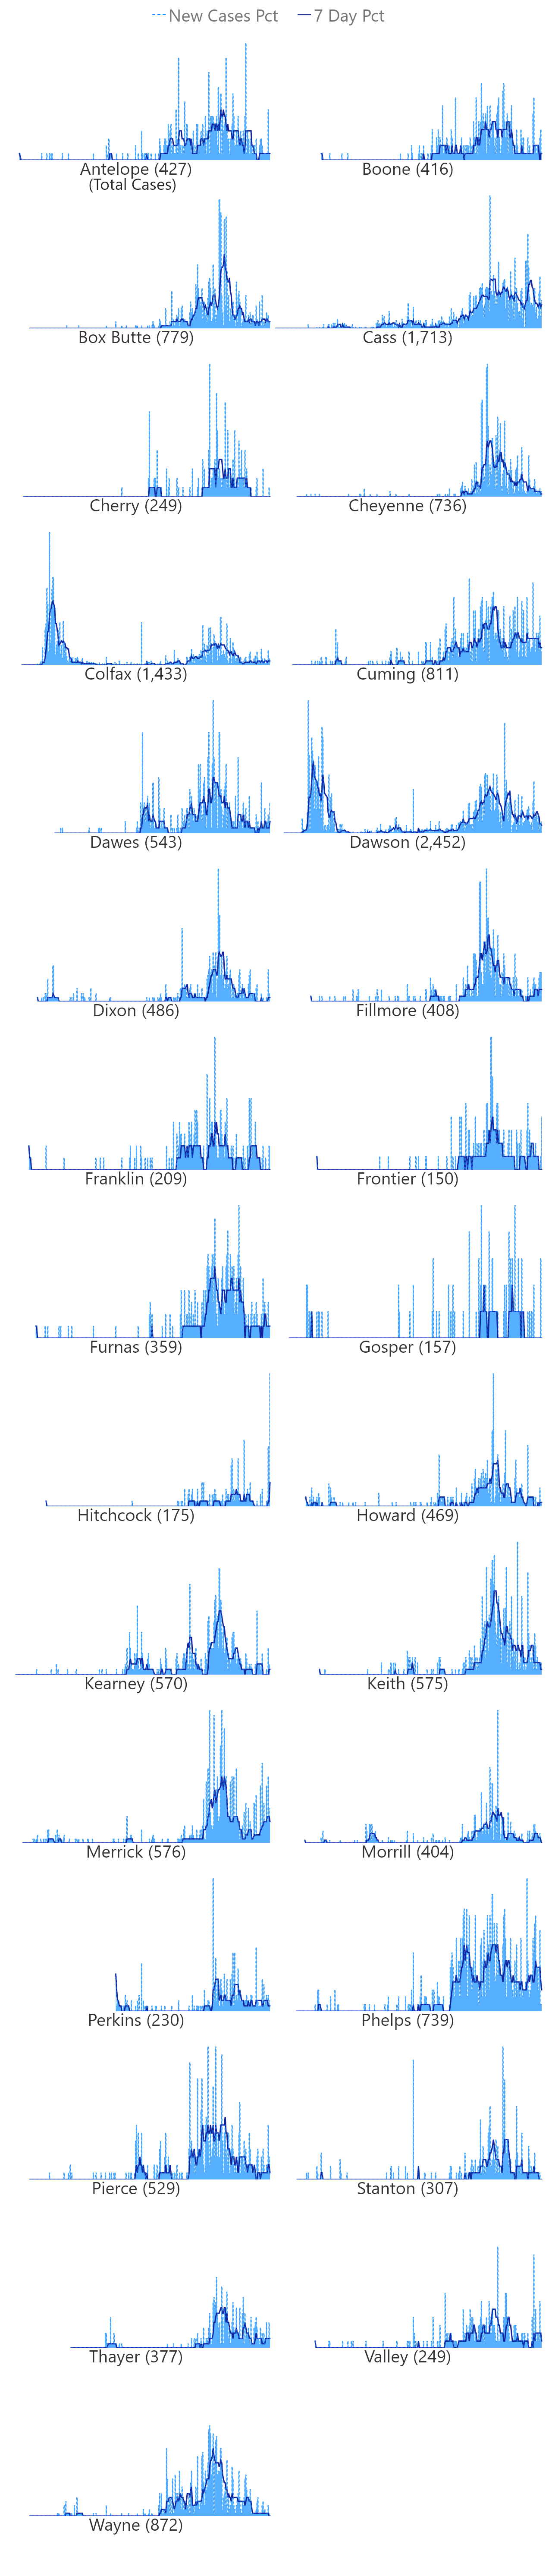 New Cases Pct 7 Day Pct
Antelope (427) Boone (416)
(Total Cases)
Box Butte (779) Cass (1,713)
Cherry (249) Cheyenne (736)
Colfax (1,433) Cuming (811)
Dawes (543) Dawson (2,452)
Dixon (486) Fillmore (408)
Franklin (209) Frontier (150)
Furnas (359) Gosper (157)
Hitchcock (175) Howard (469)
Kearney (570) Keith (575)
Merrick (576) Morrill (404)
Perkins (230) Phelps (739)
Pierce (529) Stanton (307)
Thayer (377) Valley (249)
Wayne (872)